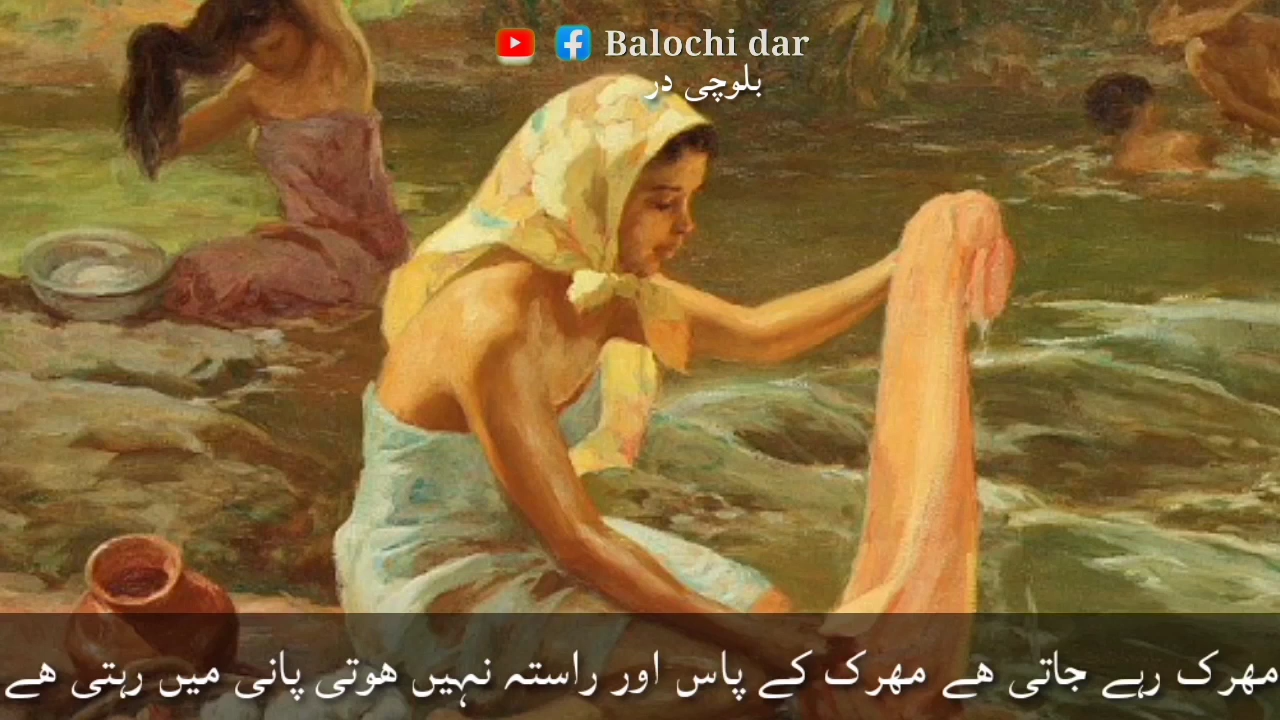 Balochi dar
بلوچی در
مھرک رہے جاتی ھے مھرک کے پاس اور راستہ نہیں ھوتی پانی میں رہتی ھے